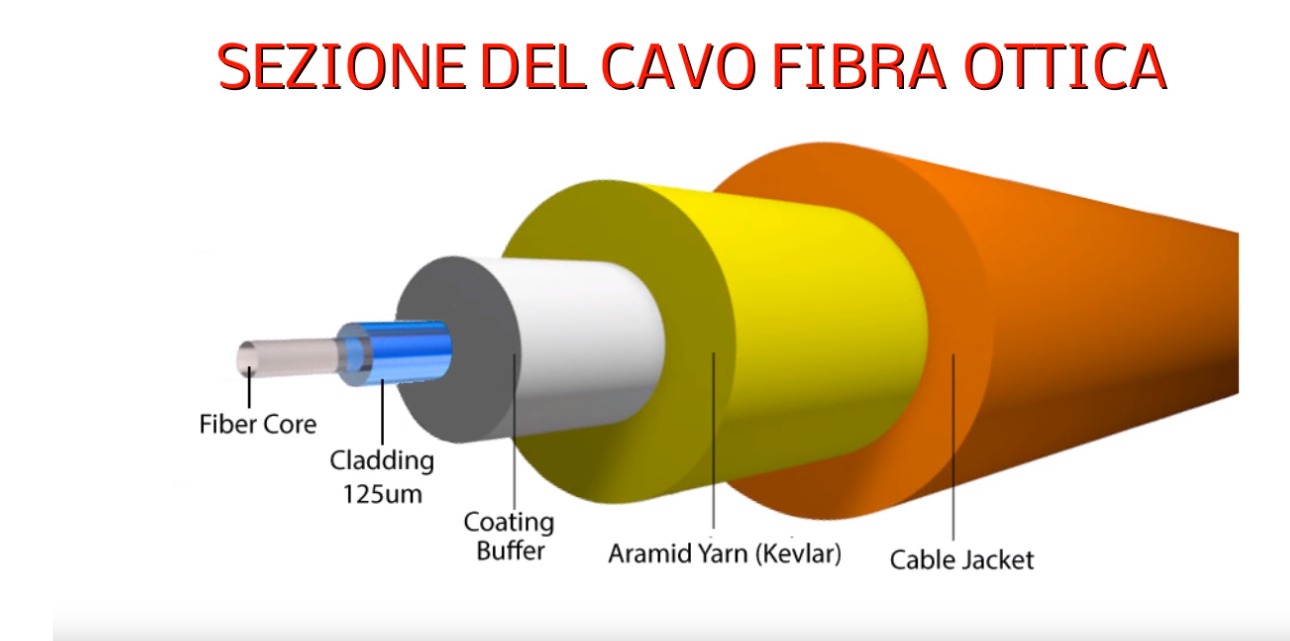 SEZIONE DEL CAVO FIBRA OTTICA
Fiber Core
Cladding
125um
Coating
Buffer
Aramid Yarn (Kevlar)
Cable Jacket